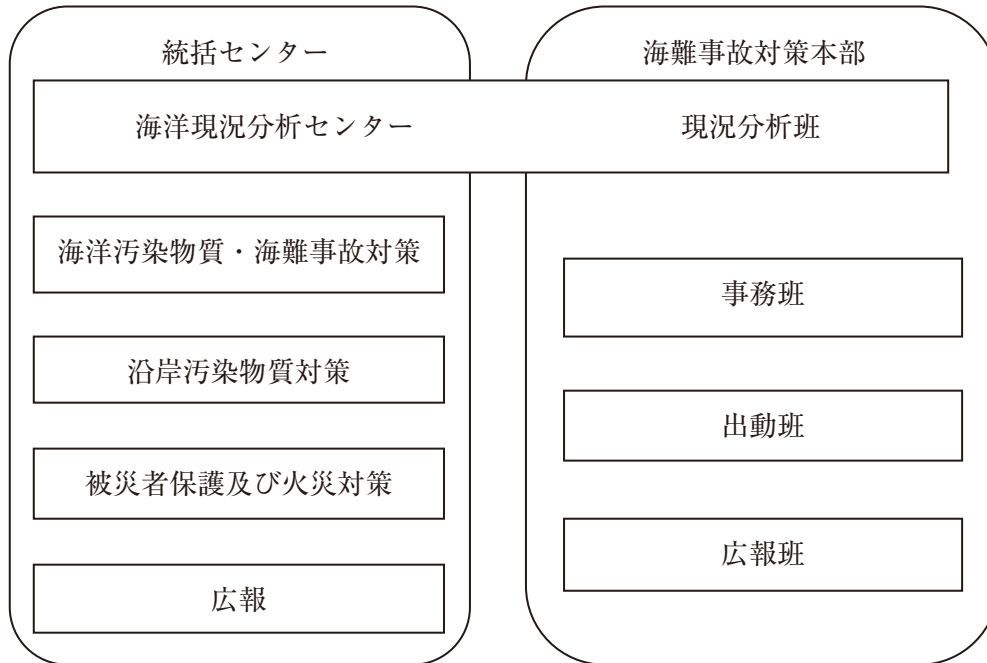 統括センター
海洋現況分析センター
海洋汚染物質・海難事故対策
沿岸汚染物質対策
被災者保護及び火災対策
広報
海難事故対策本部
現況分析班
事務班
出動班
広報班